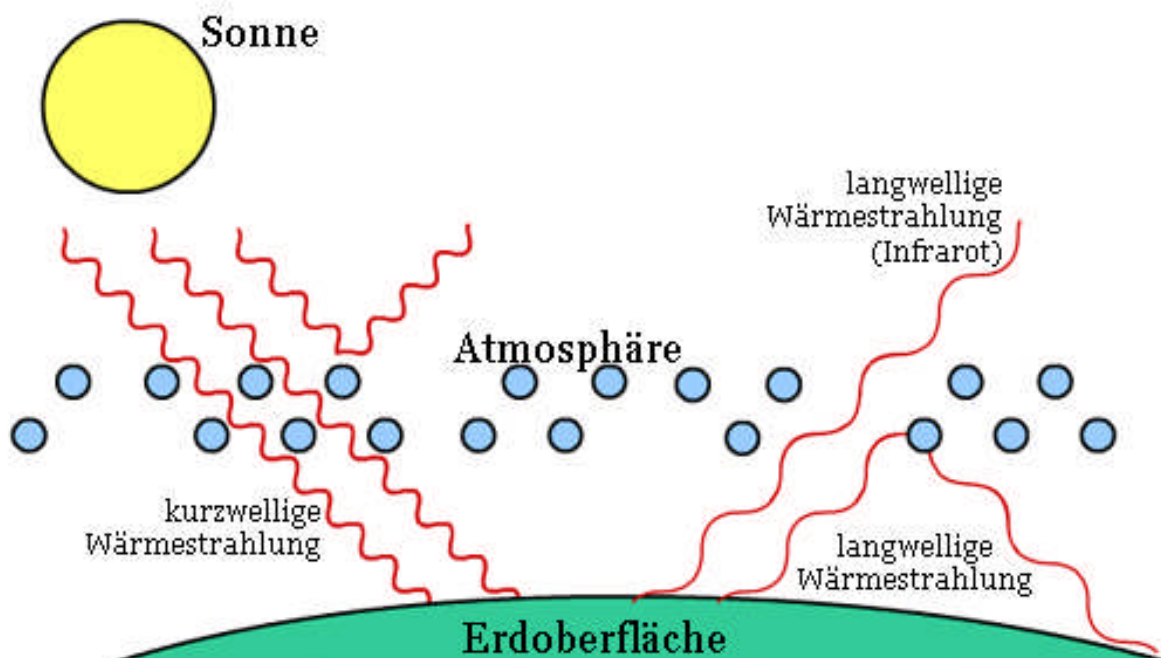 Sonne
langwellige
Wärmestrahlung
(Infrarot)
Atmosphäre
kurzwellige
Wärmestrahlung
langwellige
Wärmestrahlung
Erdoberfläche